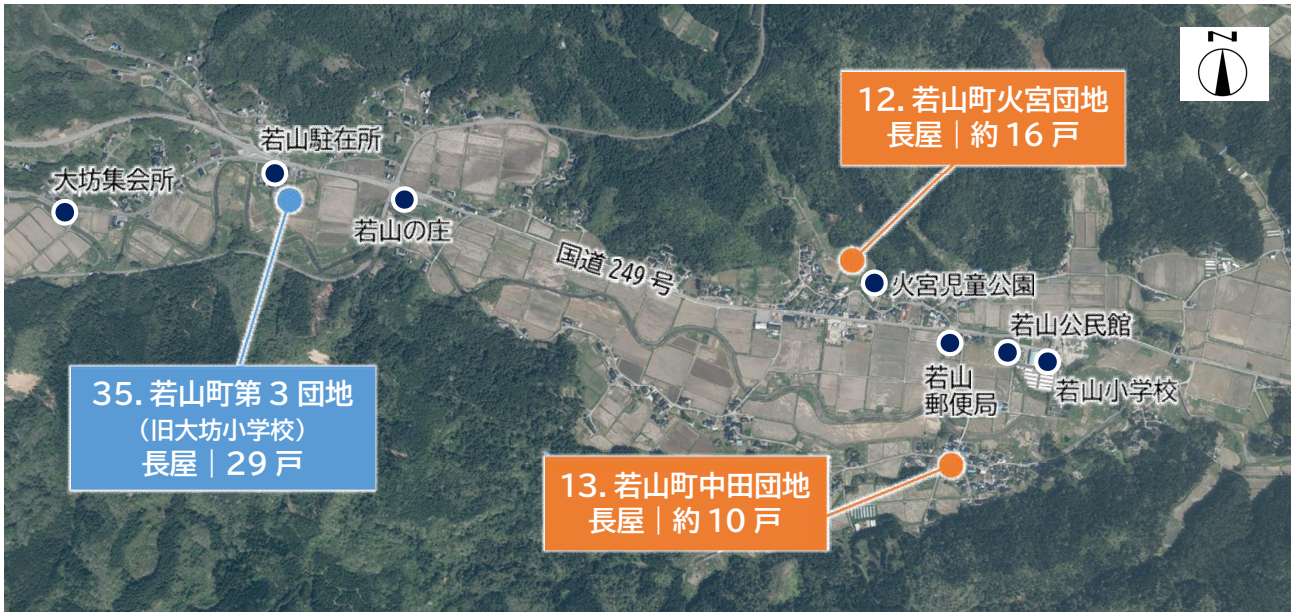 N
12. 若山町火宮団地
長屋｜約 16 戸
若山駐在所
大坊集会所
若山の庄
国道 249 号
火宮児童公園
若山公民館
若山
郵便局
若山小学校
35. 若山町第 3 団地
（旧大坊小学校）
長屋｜29 戸
13. 若山町中田団地
長屋｜約 10 戸